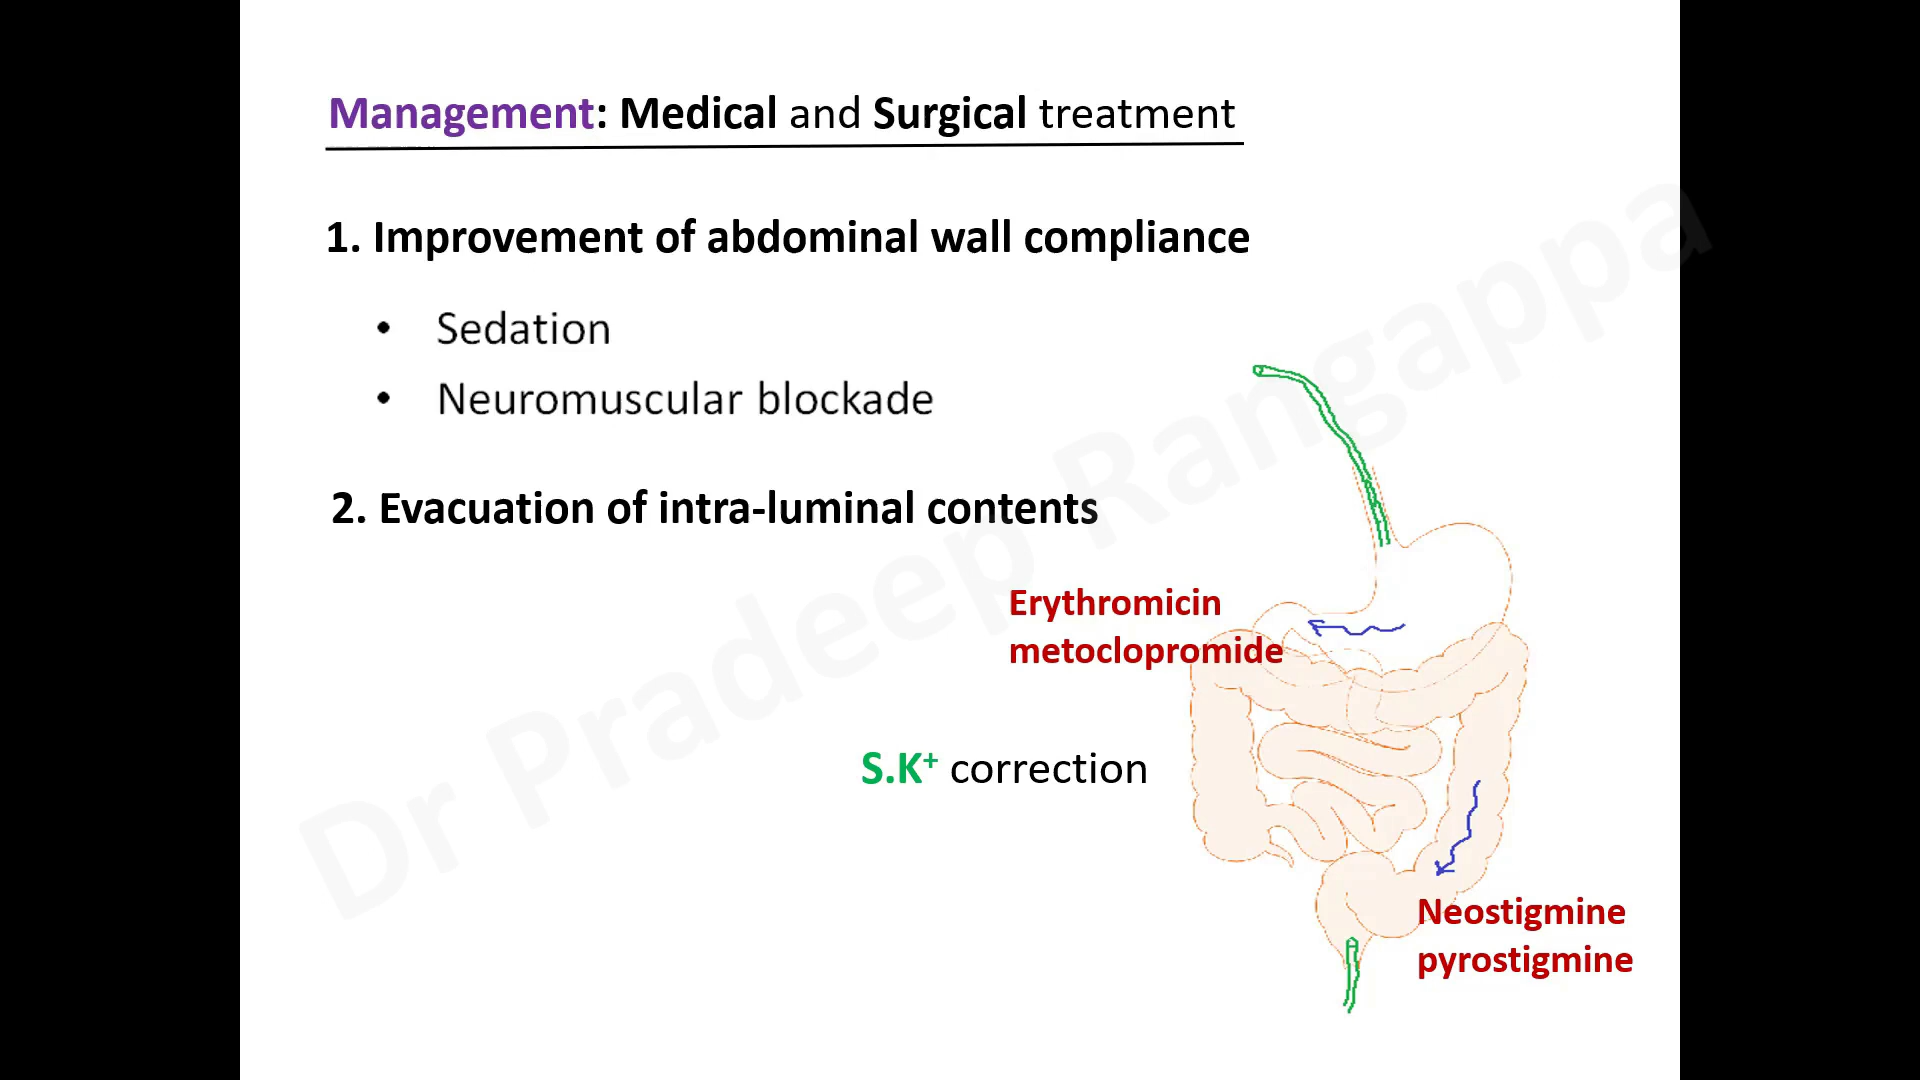 Management: Medical and Surgical treatment
1. Improvement of abdominal wall compliance
• Sedation
• Neuromuscular blockade
2. Evacuation of intra-luminal contents
Erythromicin
metoclopromide
S.K⁺ correction
Neostigmine
pyrostigmine
Dr Pradeep Rangappa